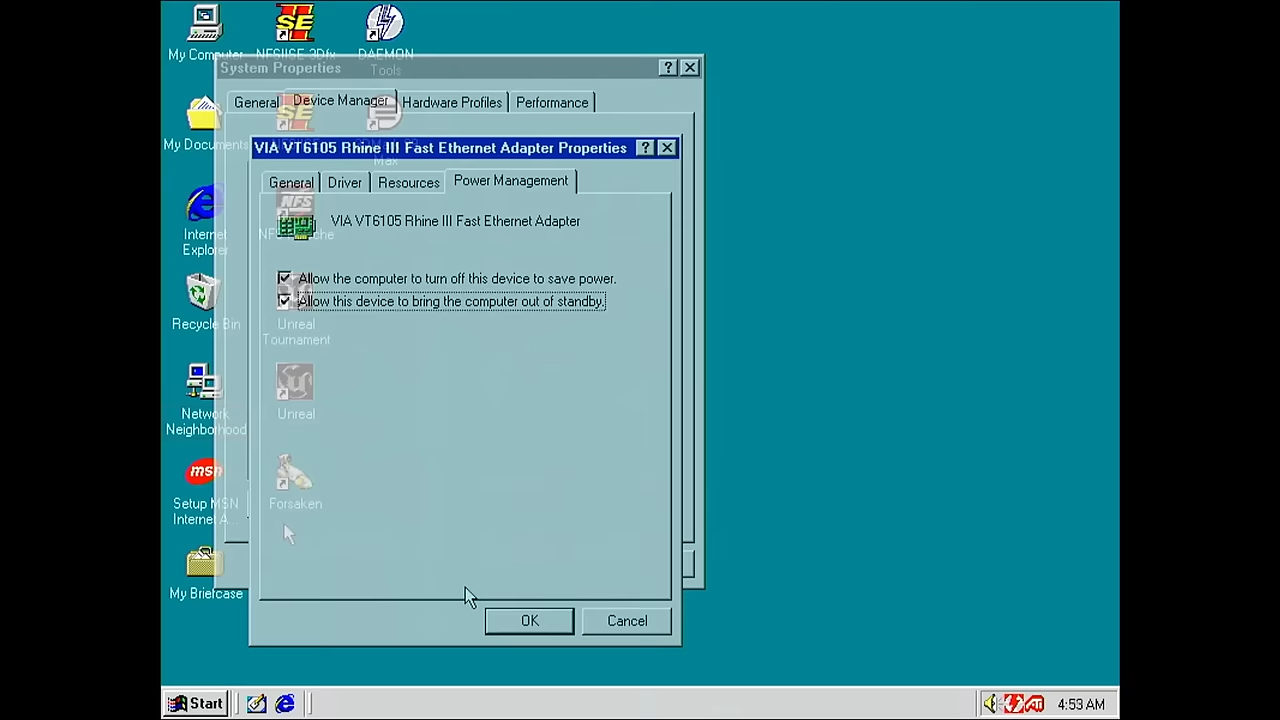 My Computer
NFSIISE 3Dfx
DAEMON
Tools
System Properties
General
Device Manager
Hardware Profiles
Performance
My Documents
Max
VIA VT6105 Rhine III Fast Ethernet Adapter Properties
General
Driver
Resources
Power Management
VIA VT6105 Rhine III Fast Ethernet Adapter
Internet
Explorer
Allow the computer to turn off this device to save power.
Allow this device to bring the computer out of standby.
Recycle Bin
Unreal
Tournament
Network
Neighborhood
Unreal
msn
Setup MSN
Internet A...
Forsaken
My Briefcase
OK
Cancel
Start
4:53 AM